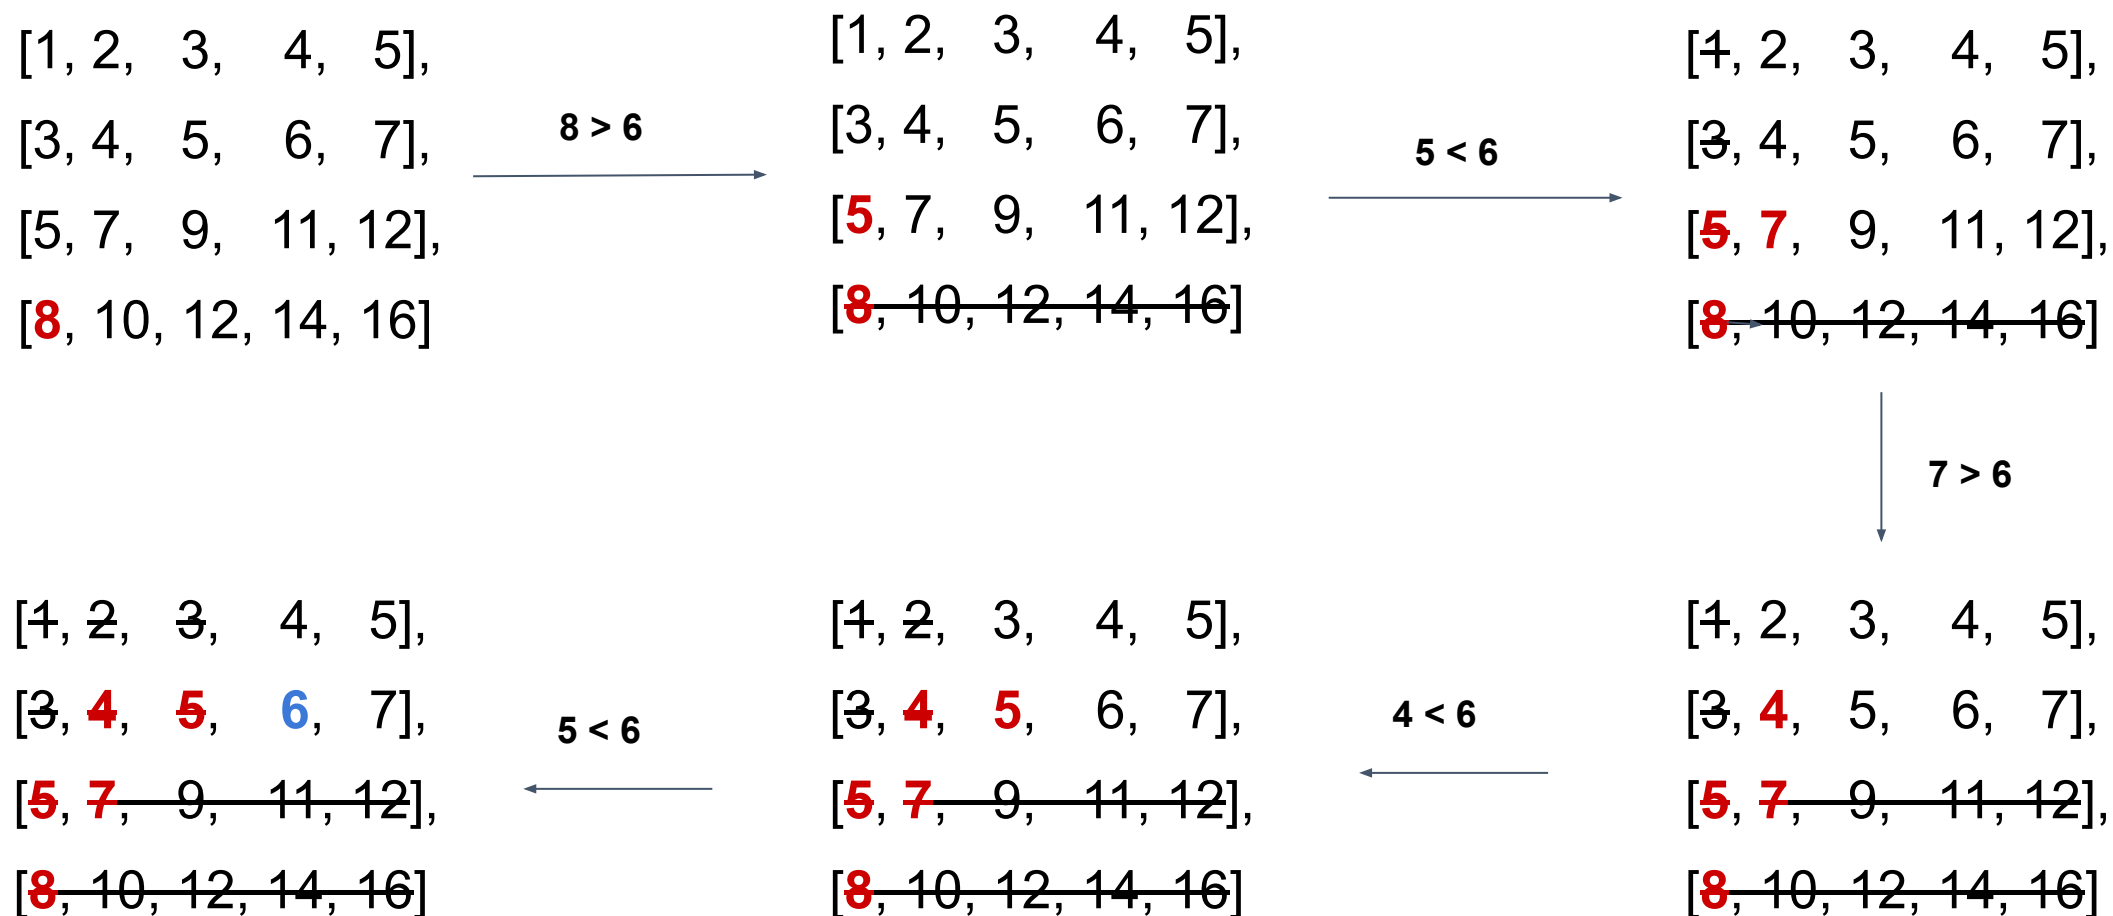 [1, 2, 3, 4, 5],
[3, 4, 5, 6, 7],
[5, 7, 9, 11, 12],
[8, 10, 12, 14, 16]
8 > 6
[1, 2, 3, 4, 5],
[3, 4, 5, 6, 7],
[5, 7, 9, 11, 12],
[8, 10, 12, 14, 16]
5 < 6
[1, 2, 3, 4, 5],
[3, 4, 5, 6, 7],
[5, 7, 9, 11, 12],
[8, 10, 12, 14, 16]
7 > 6
[1, 2, 3, 4, 5],
[3, 4, 5, 6, 7],
[5, 7, 9, 11, 12],
[8, 10, 12, 14, 16]
4 < 6
[1, 2, 3, 4, 5],
[3, 4, 5, 6, 7],
[5, 7, 9, 11, 12],
[8, 10, 12, 14, 16]
5 < 6
[1, 2, 3, 4, 5],
[3, 4, 5, 6, 7],
[5, 7, 9, 11, 12],
[8, 10, 12, 14, 16]